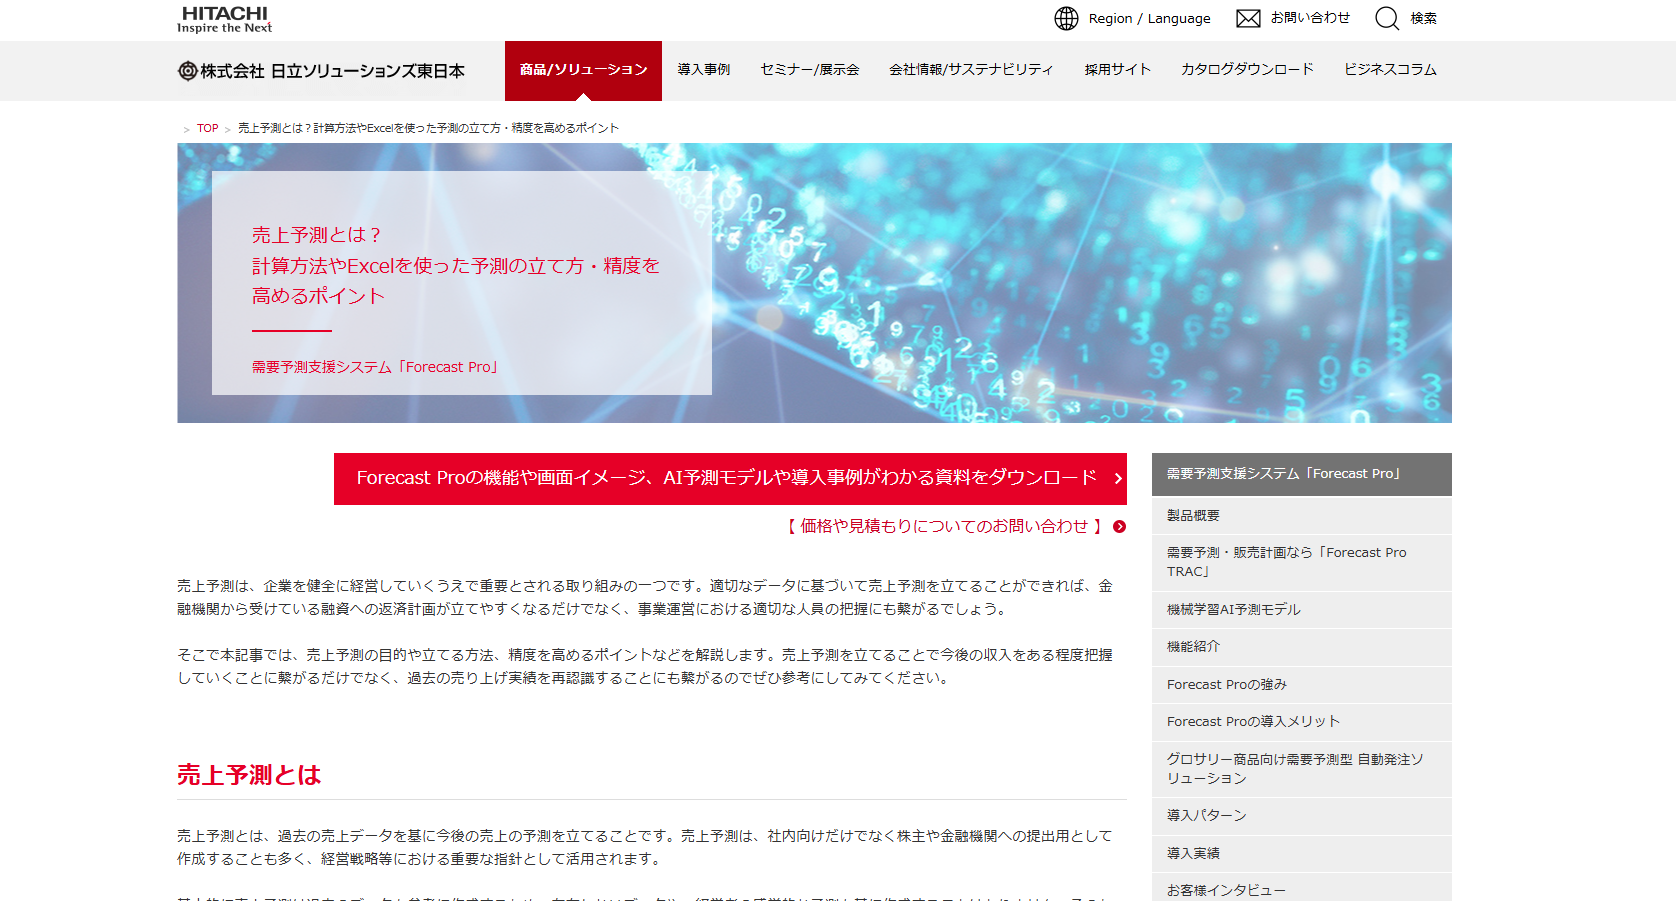 HITACHI
Inspire the Next
Region / Language
お問い合わせ
検索
株式会社 日立ソリューションズ東日本
商品/ソリューション
導入事例
セミナー/展示会
会社情報/サステナビリティ
採用サイト
カタログダウンロード
ビジネスコラム
> TOP > 売上予測とは？計算方法やExcelを使った予測の立て方・精度を高めるポイント
売上予測とは？
計算方法やExcelを使った予測の立て方・精度を
高めるポイント
需要予測支援システム「Forecast Pro」
Forecast Proの機能や画面イメージ、AI予測モデルや導入事例がわかる資料をダウンロード
【 価格や見積もりについてのお問い合わせ 】
売上予測は、企業を健全に経営していくうえで重要とされる取り組みの一つです。適切なデータに基づいて売上予測を立てることができれば、金
融機関から受けている融資への返済計画が立てやすくなるだけでなく、事業運営における適切な人員の把握にも繋がるでしょう。
そこで本記事では、売上予測の目的や立てる方法、精度を高めるポイントなどを解説します。売上予測を立てることで今後の収入をある程度把握
していくことに繋がるだけでなく、過去の売り上げ実績を再認識することにも繋がるのでぜひ参考にしてみてください。
売上予測とは
売上予測とは、過去の売上データを基に今後の売上の予測を立てることです。売上予測は、社内向けだけでなく株主や金融機関への提出用として
作成することも多く、経営戦略等における重要な指針として活用されます。
需要予測支援システム「Forecast Pro」
製品概要
需要予測・販売計画なら「Forecast Pro
TRAC」
機械学習AI予測モデル
機能紹介
Forecast Proの強み
Forecast Proの導入メリット
グロサリー商品向け需要予測型 自動発注ソ
リューション
導入パターン
導入実績
お客様インタビュー